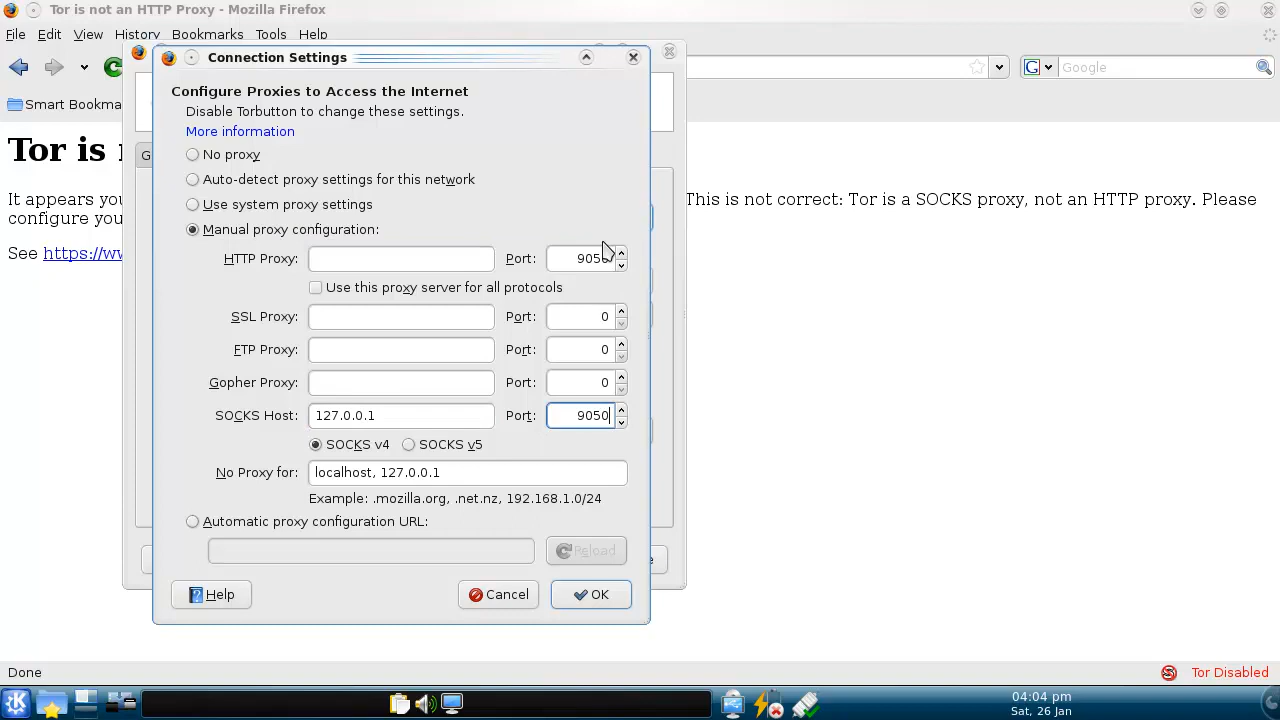 Tor is not an HTTP Proxy - Mozilla Firefox
File Edit View History Bookmarks Tools Help
Google
Smart Bookma
Connection Settings
Configure Proxies to Access the Internet
Disable Torbutton to change these settings.
More information
No proxy
Auto-detect proxy settings for this network
Use system proxy settings
Manual proxy configuration:
HTTP Proxy: Port: 9050
Use this proxy server for all protocols
SSL Proxy: Port: 0
FTP Proxy: Port: 0
Gopher Proxy: Port: 0
SOCKS Host: 127.0.0.1 Port: 9050
SOCKS v4 SOCKS v5
No Proxy for: localhost, 127.0.0.1
Example: .mozilla.org, .net.nz, 192.168.1.0/24
Automatic proxy configuration URL:
Reload
Help Cancel OK
Tor is
It appears you This is not correct: Tor is a SOCKS proxy, not an HTTP proxy. Please
configure you
See https://ww
Done Tor Disabled
04:04 pm
Sat, 26 Jan